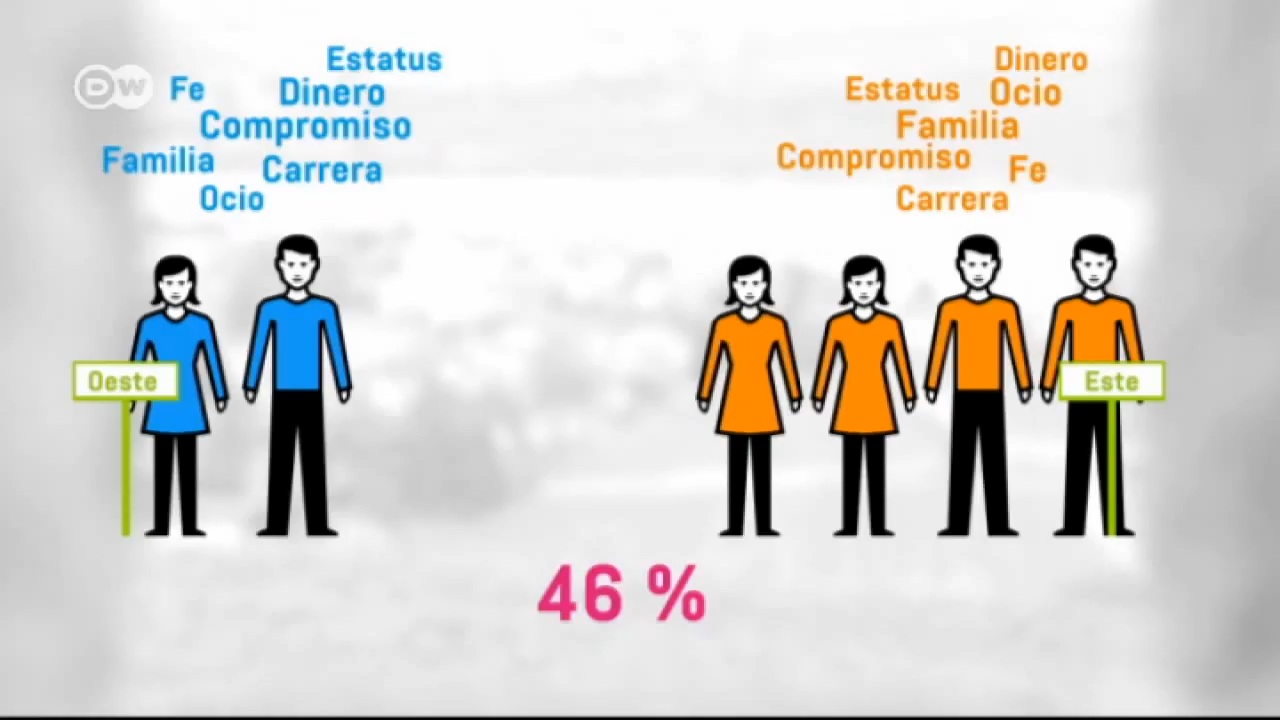 DW
Estatus
Fe
Dinero
Compromiso
Familia
Carrera
Ocio
Dinero
Estatus
Ocio
Familia
Compromiso
Fe
Carrera
Oeste
Este
46 %